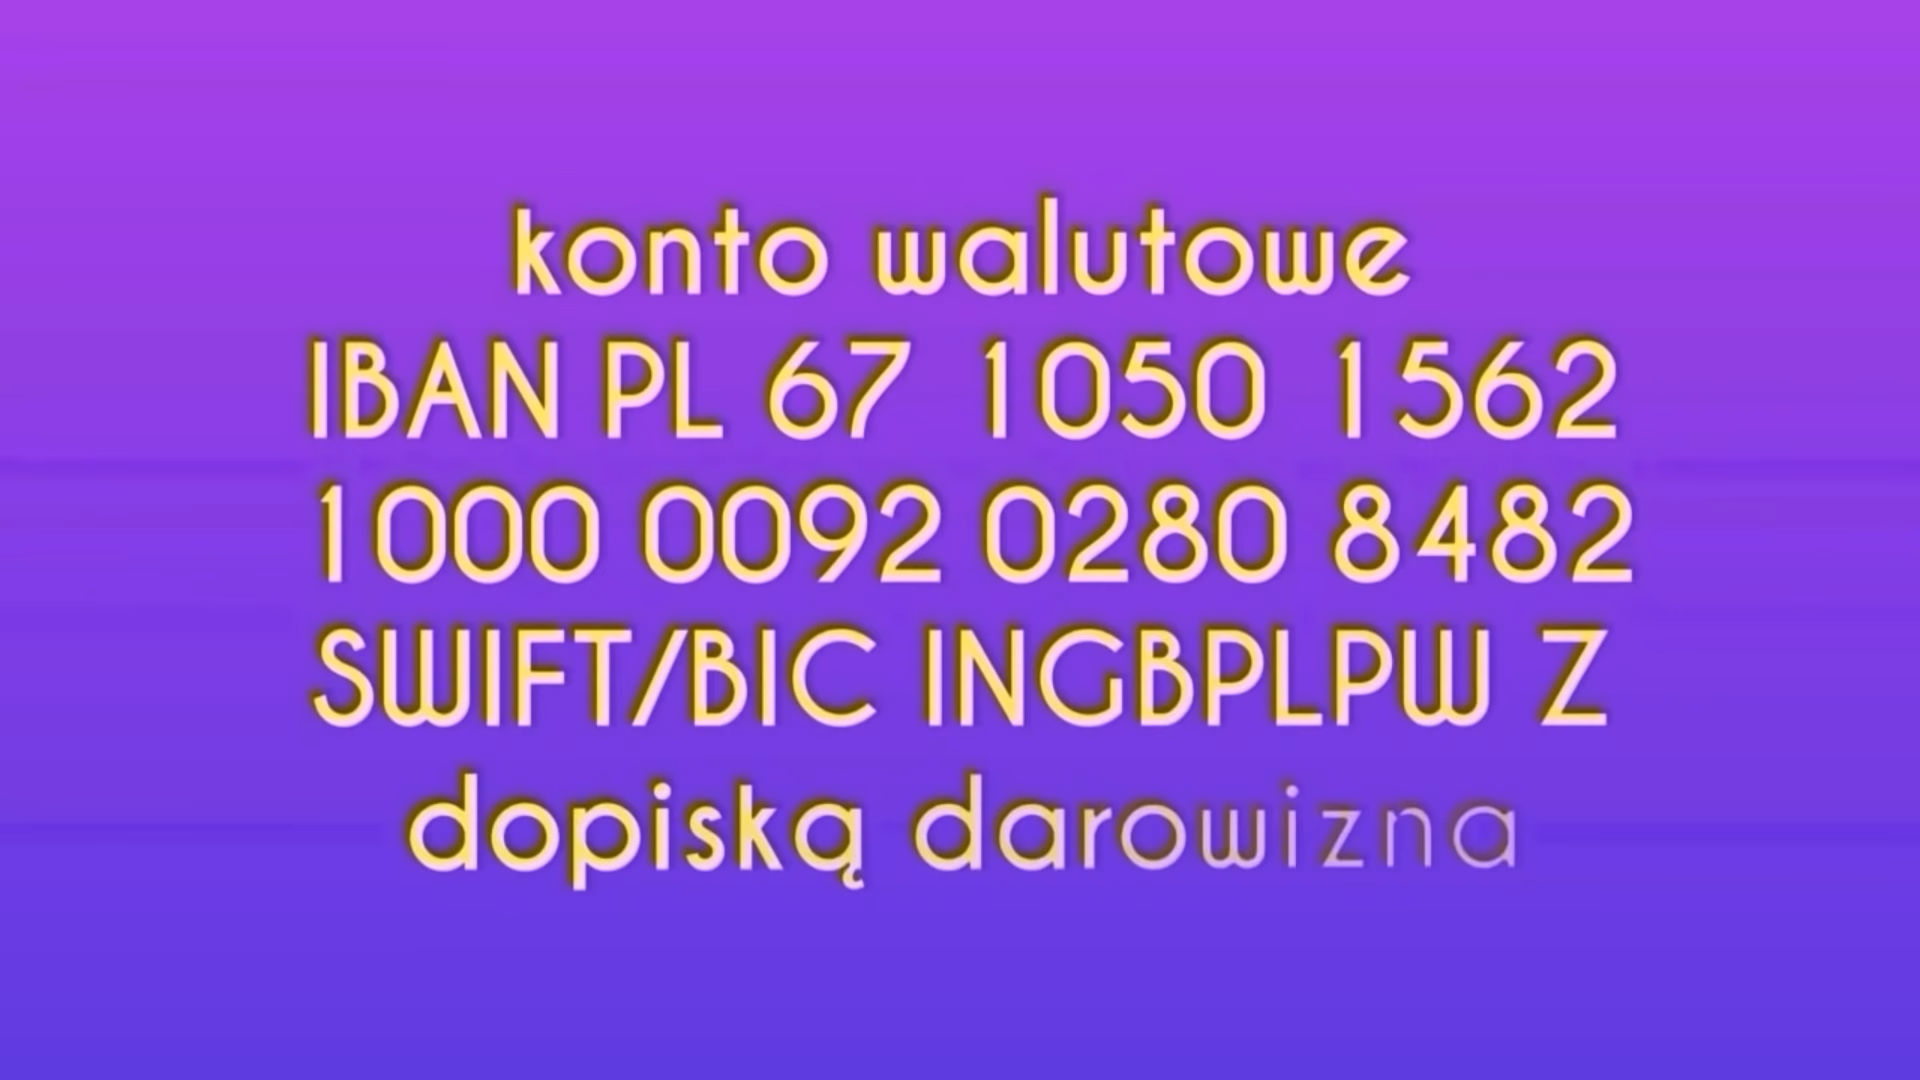 konto walutowe
IBAN PL 67 1050 1562
1000 0092 0280 8482
SWIFT/BIC INGBPLPW Z
dopiską darowizna